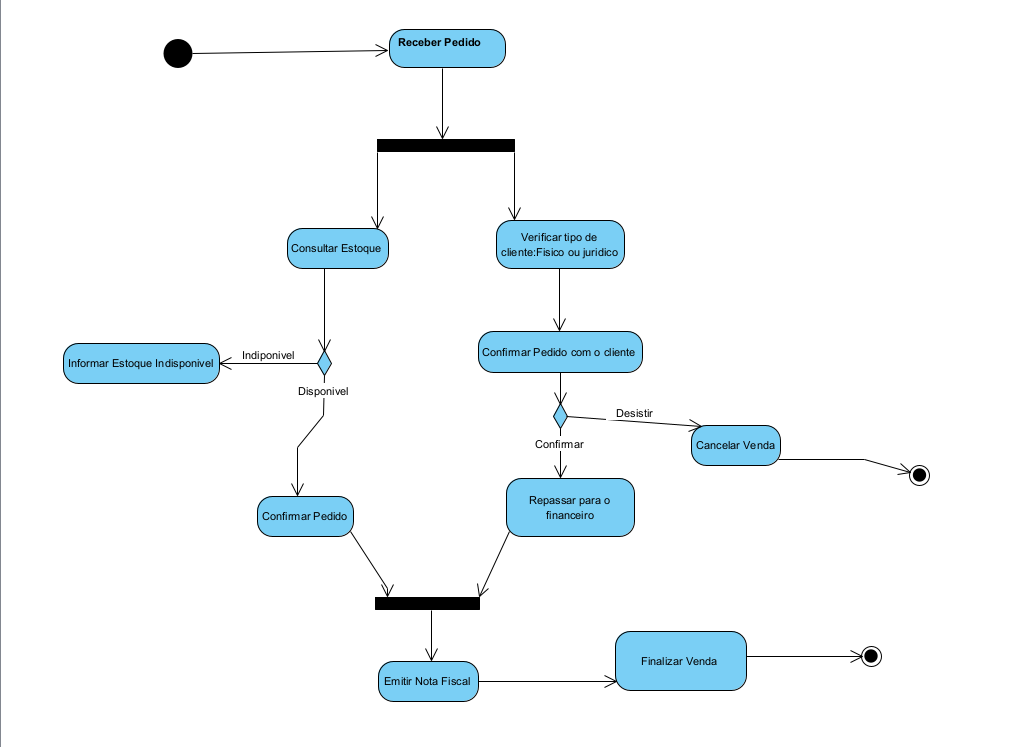 Receber Pedido
Consultar Estoque
Verificar tipo de
cliente:Fisico ou juridico
Informar Estoque Indisponivel
Indiponivel
Disponivel
Confirmar Pedido com o cliente
Desistir
Cancelar Venda
Confirmar
Confirmar Pedido
Repassar para o
financeiro
Emitir Nota Fiscal
Finalizar Venda